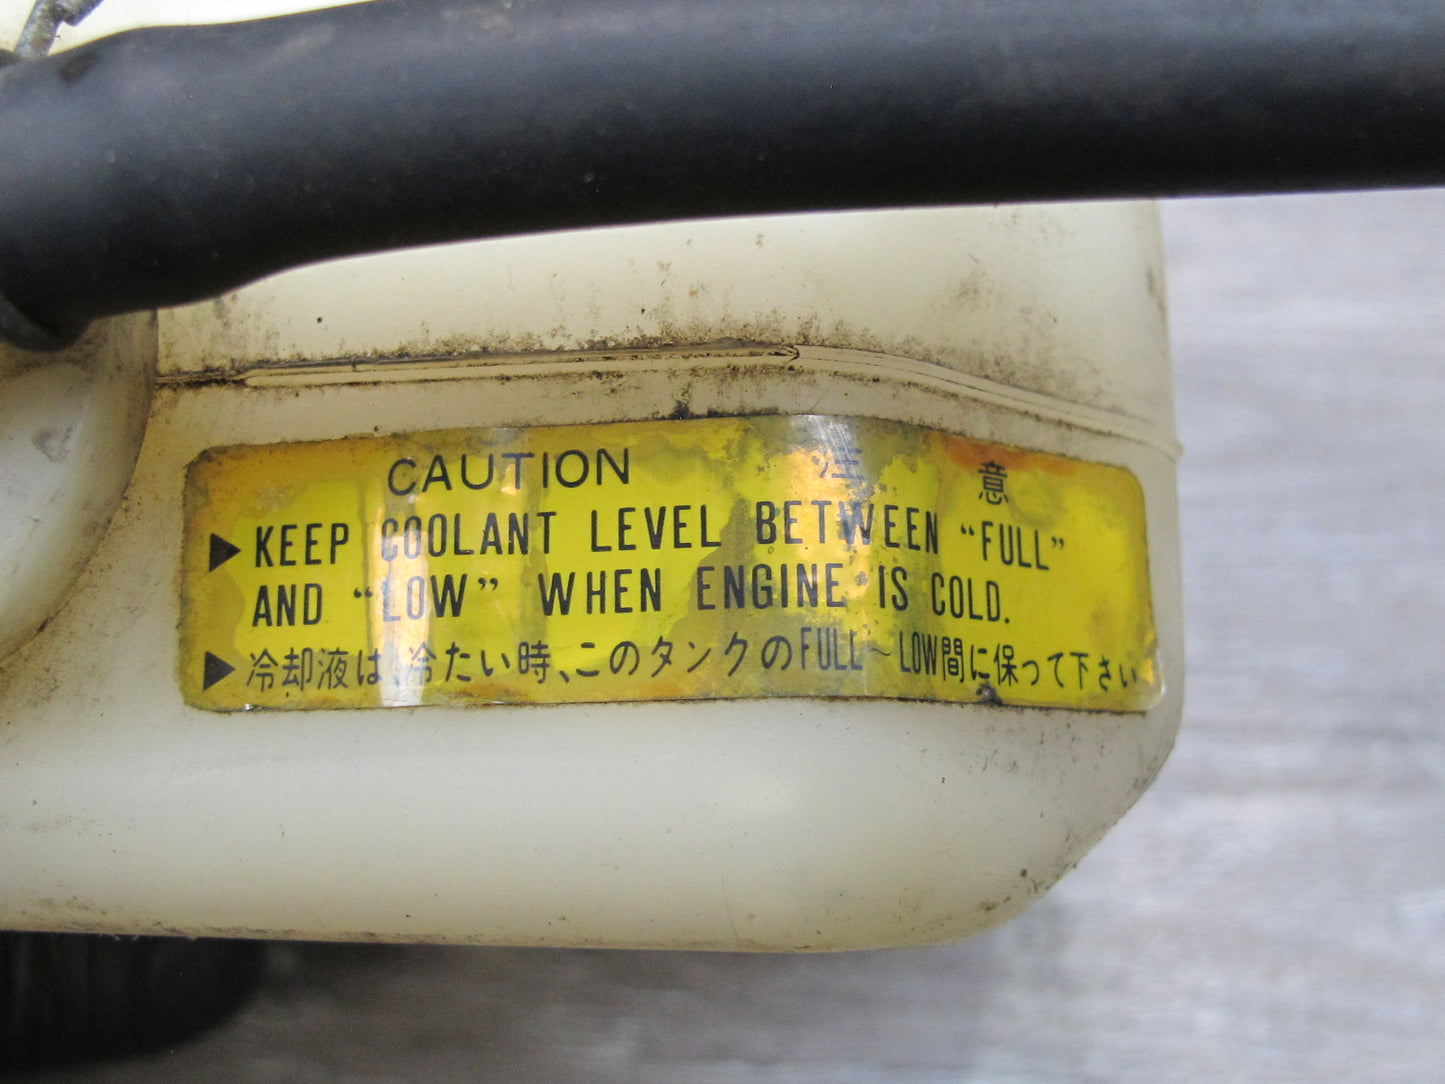 CAUTION 注意
▶KEEP COOLANT LEVEL BETWEEN “FULL”
AND “LOW” WHEN ENGINE IS COLD.
▶冷却液は、冷たい時、このタンクのFULL～LOW間に保って下さい